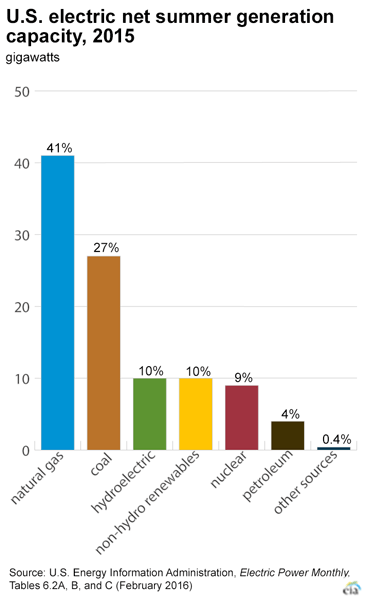 U.S. electric net summer generation
capacity, 2015
gigawatts
50
40
30
20
10
0
41%
27%
10%
10%
9%
4%
0.4%
natural gas
coal
hydroelectric
non-hydro renewables
nuclear
petroleum
other sources
Source: U.S. Energy Information Administration, Electric Power Monthly,
Tables 6.2A, B, and C (February 2016)
eia